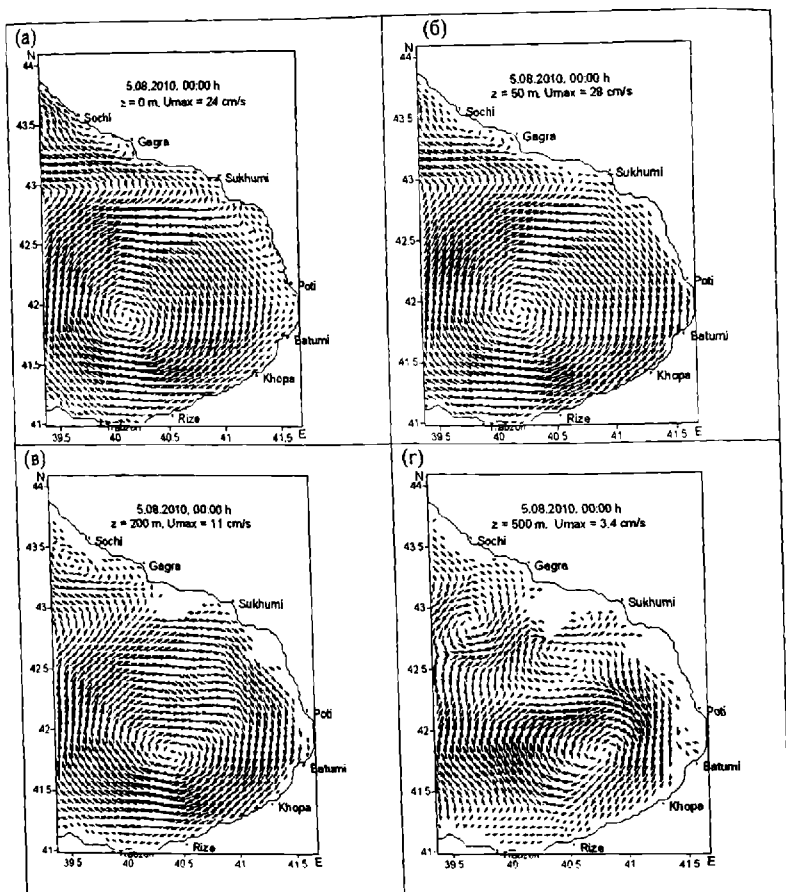 (а)
N
44
5.08.2010, 00:00 h
z = 0 m, Umax = 24 cm/s
Sochi
43.5
Gagra
Sukhumi
43
42.5
Poti
42
Batumi
41.5
Khopa
Rize
41
Trabzon
39.5 40 40.5 41 41.5 E
(б)
N
44
5.08.2010, 00:00 h
z = 50 m, Umax = 28 cm/s
Sochi
43.5
Gagra
Sukhumi
43
42.5
Poti
42
Batumi
41.5
Khopa
Rize
41
Trabzon
39.5 40 40.5 41 41.5 E
(в)
N
44
5.08.2010, 00:00 h
z = 200 m, Umax = 11 cm/s
Sochi
43.5
Gagra
Sukhumi
43
42.5
Poti
42
Batumi
41.5
Khopa
Rize
41
Trabzon
39.5 40 40.5 41 41.5
E
(г)
N
44
5.08.2010, 00:00 h
z = 500 m, Umax = 3.4 cm/s
Sochi
43.5
Gagra
Sukhumi
43
42.5
Poti
42
Batumi
41.5
Khopa
Rize
41
Trabzon
39.5 40 40.5 41 41.5
E